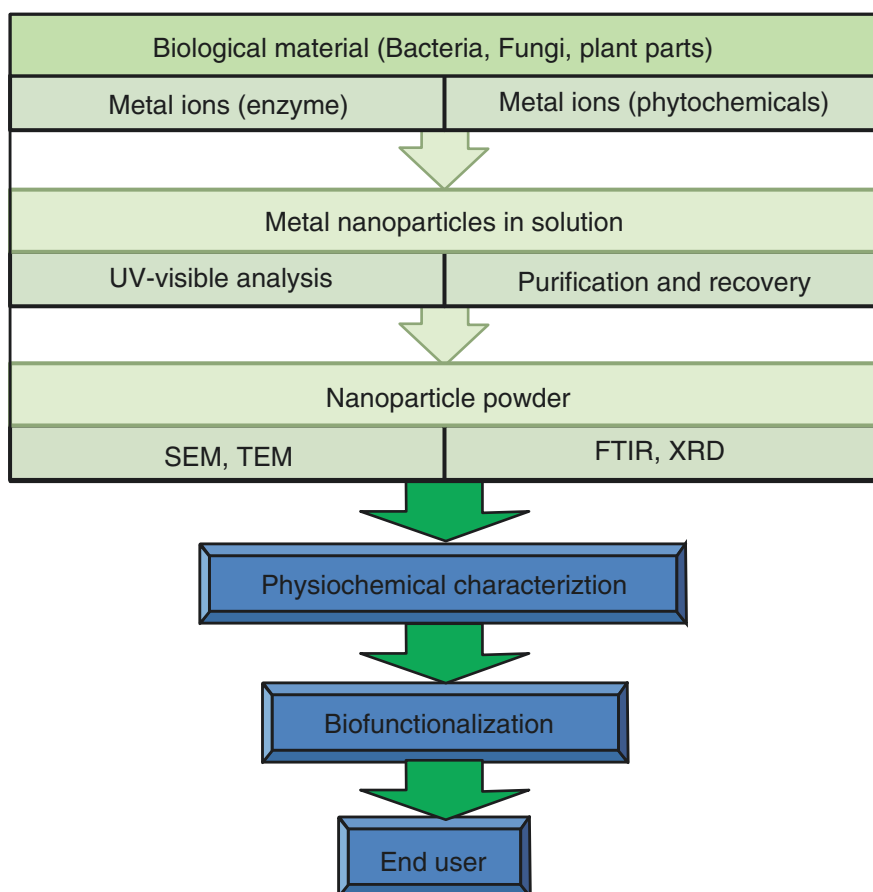 Biological material (Bacteria, Fungi, plant parts)
Metal ions (enzyme)
Metal ions (phytochemicals)
Metal nanoparticles in solution
UV-visible analysis
Purification and recovery
Nanoparticle powder
SEM, TEM
FTIR, XRD
Physiochemical characteriztion
Biofunctionalization
End user